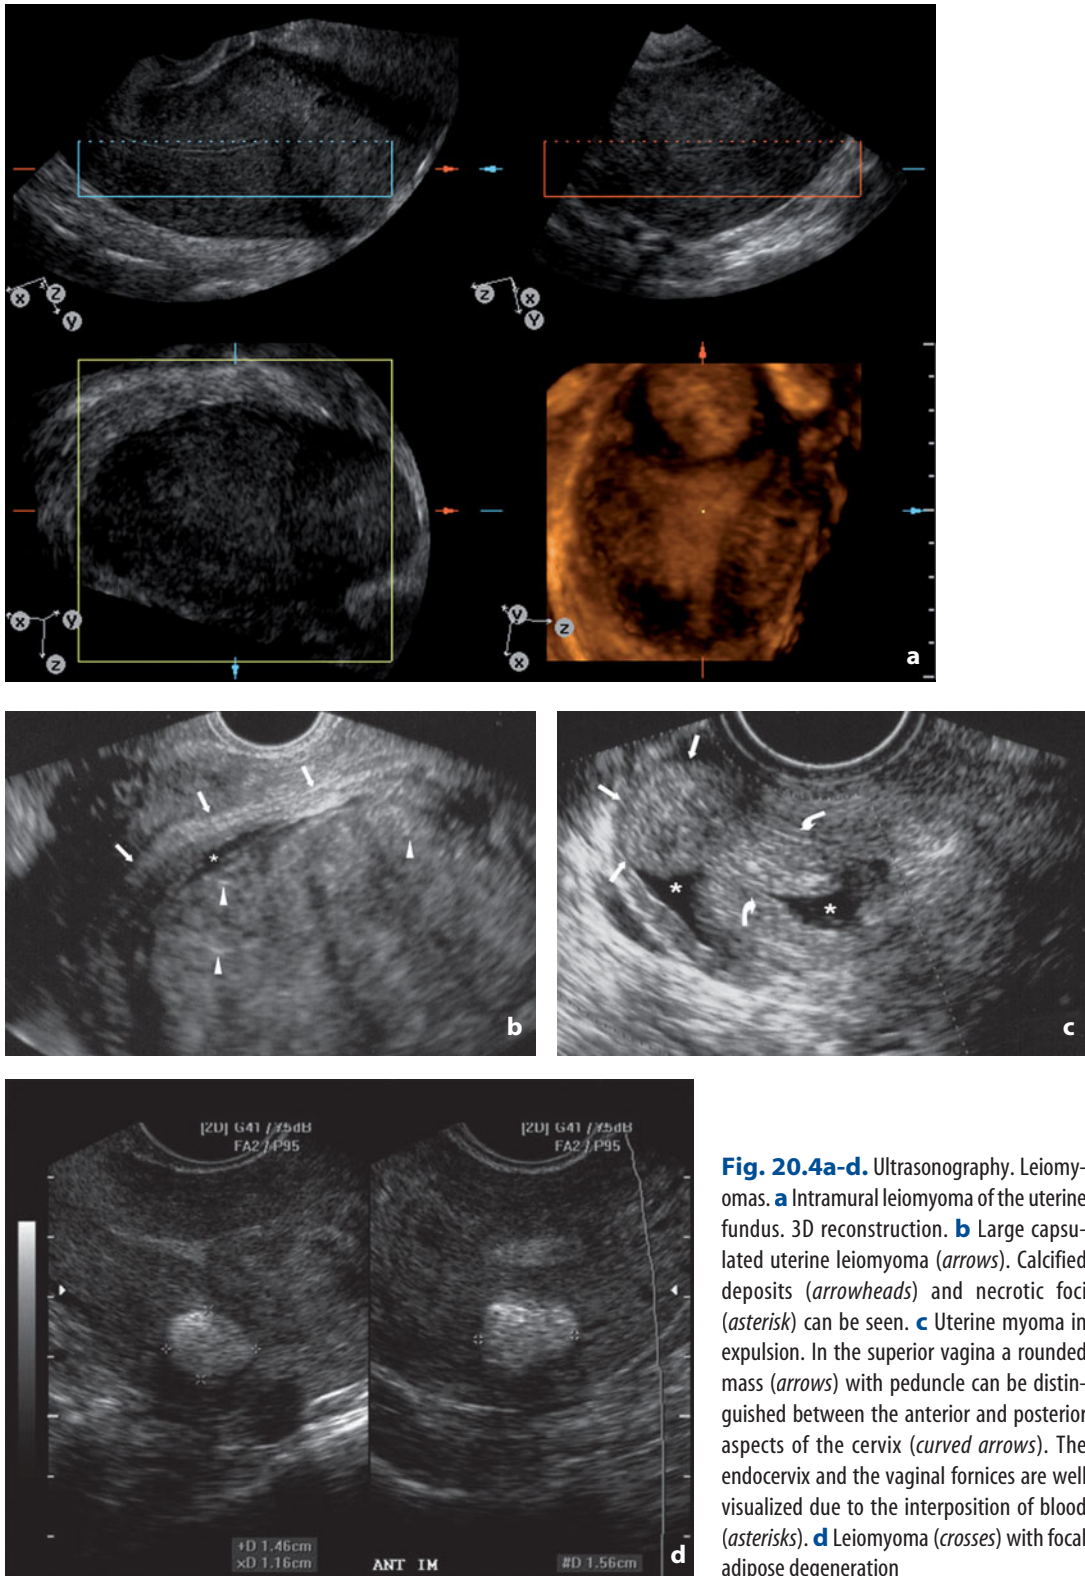 x
z
y
z
x
Y
x
y
z
y
z
x
a
b
c
[2D] G41 / 75dB
FA2 / P95
[2D] G41 / 75dB
FA2 / P95
+D 1.46cm
xD 1.16cm
ANT IM
#D 1.56cm
d
Fig. 20.4a-d. Ultrasonography. Leiomy-
omas. a Intramural leiomyoma of the uterine
fundus. 3D reconstruction. b Large capsu-
lated uterine leiomyoma (arrows). Calcified
deposits (arrowheads) and necrotic foci
(asterisk) can be seen. c Uterine myoma in
expulsion. In the superior vagina a rounded
mass (arrows) with peduncle can be distin-
guished between the anterior and posterior
aspects of the cervix (curved arrows). The
endocervix and the vaginal fornices are well
visualized due to the interposition of blood
(asterisks). d Leiomyoma (crosses) with focal
adipose degeneration